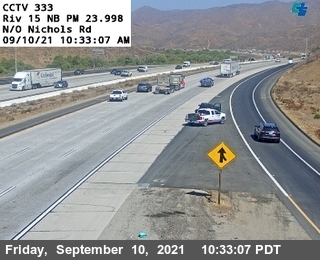 CCTV 333
Riv 15 NB PM 23.998
N/O Nichols Rd
09/10/21 10:33:07 AM
Friday, September 10, 2021 10:33:07 PDT